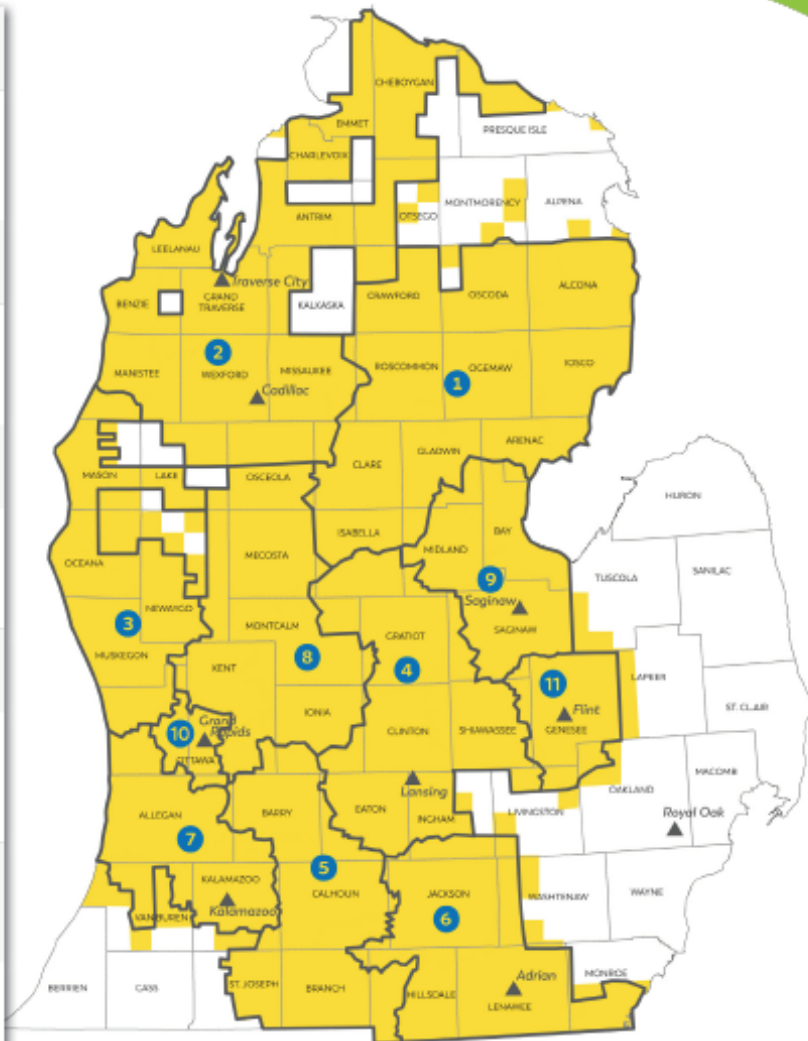 CHEBOYGAN
EMMET
PRESQUE ISLE
CHARLEVOIX
OTSEGO
MONTMORENCY
ALPENA
ANTRIM
LEELANAU
Traverse City
BENZIE
GRAND
TRAVERSE
KALKASKA
CRAWFORD
OSCODA
ALCONA
2
MANISTEE
WEXFORD
MISSAUKEE
ROSCOMMON
OGEMAW
IOSCO
1
Cadillac
ARENAC
GLADWIN
CLARE
MASON
LAKE
OSCEOLA
HURON
ISABELLA
BAY
MIDLAND
MECOSTA
OCEANA
TUSCOLA
SANILAC
9
Saginaw
NEWAYGO
3
MONTCALM
SAGINAW
GRATIOT
MUSKEGON
8
4
KENT
LAPEER
11
IONIA
Flint
ST. CLAIR
10
Grand
Rapids
CLINTON
SHIAWASSEE
GENESEE
OTTAWA
MACOMB
Lansing
OAKLAND
ALLEGAN
BARRY
EATON
INGHAM
LIVINGSTON
Royal Oak
7
5
KALAMAZOO
CALHOUN
JACKSON
WASHTENAW
WAYNE
Kalamazoo
VAN BUREN
6
MONROE
Adrian
BERRIEN
CASS
ST. JOSEPH
BRANCH
HILLSDALE
LENAWEE